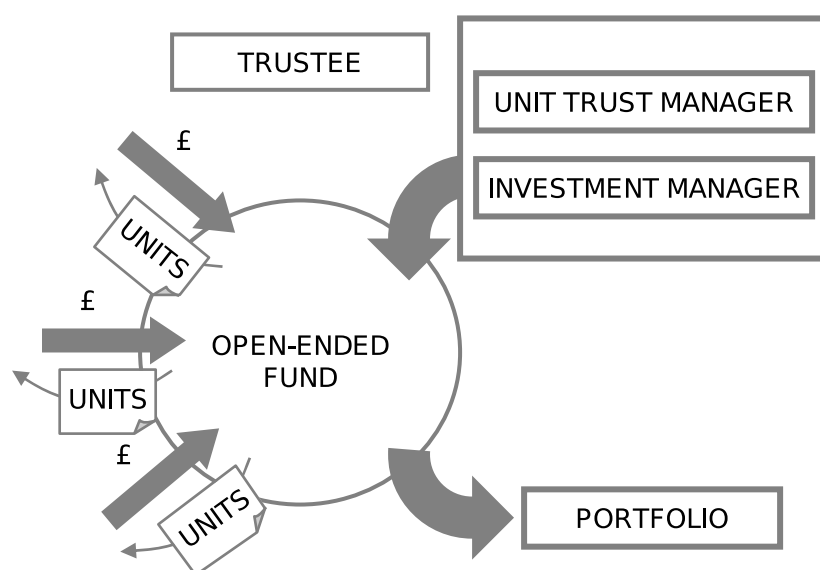 TRUSTEE
UNIT TRUST MANAGER
INVESTMENT MANAGER
£
UNITS
£
UNITS
£
UNITS
OPEN-ENDED
FUND
PORTFOLIO